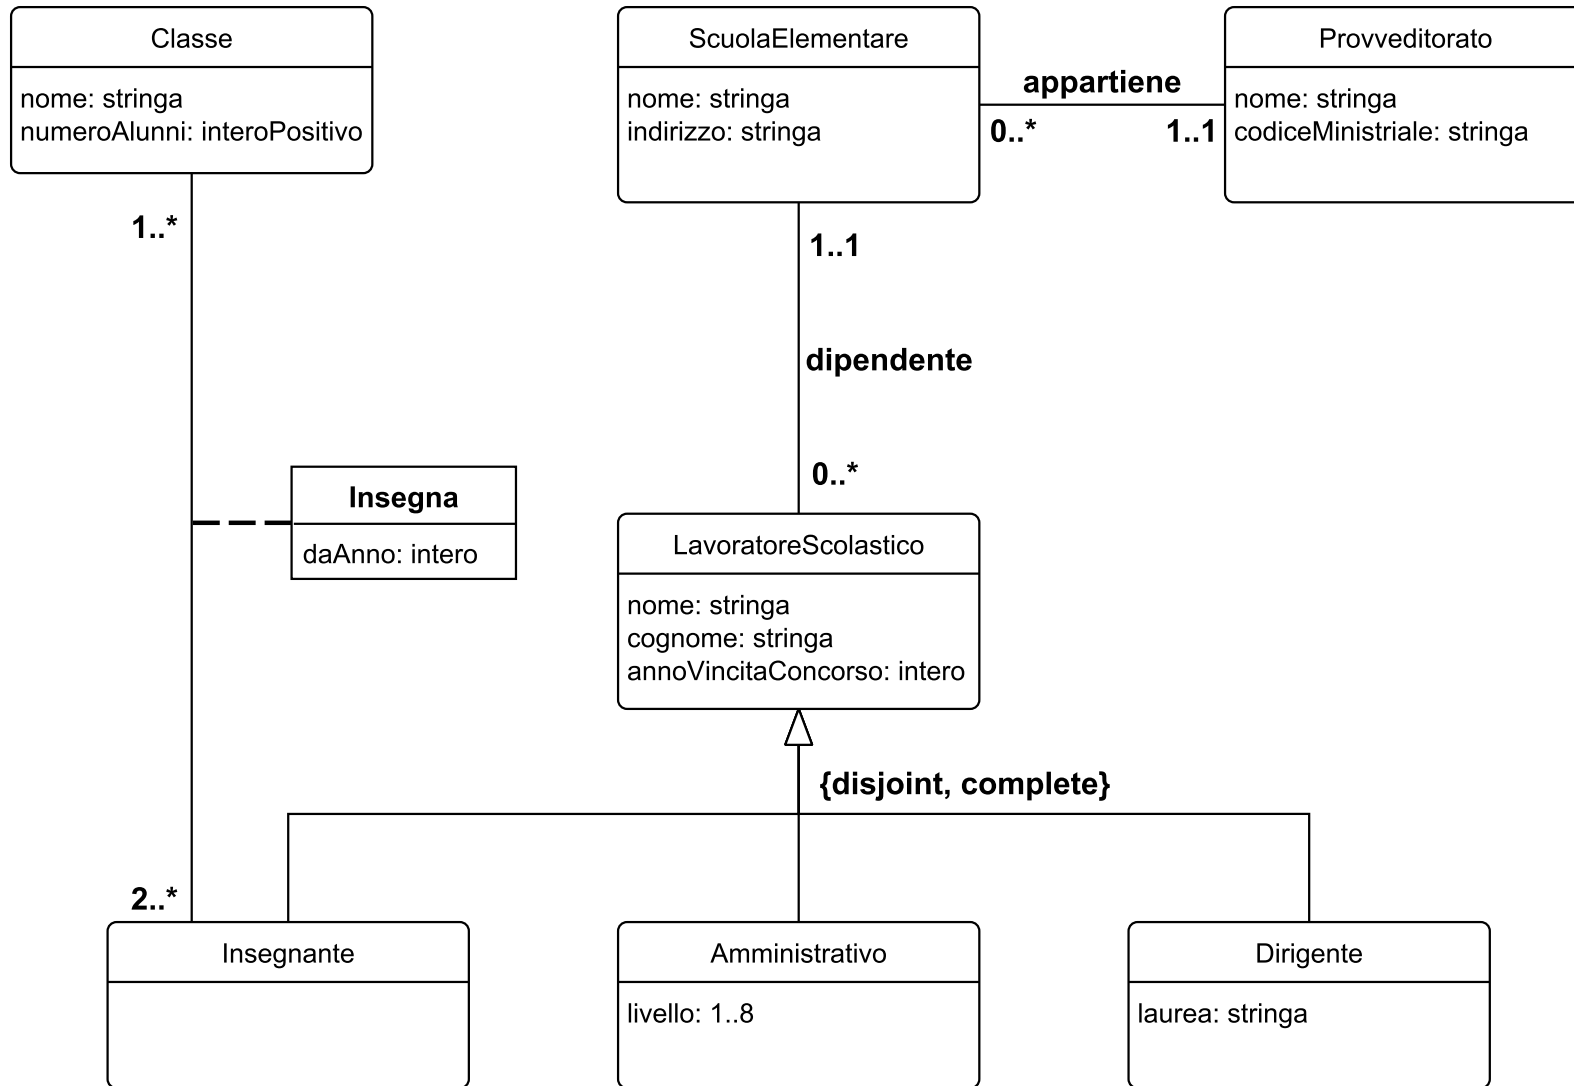 Classe
nome: stringa
numeroAlunni: interoPositivo
ScuolaElementare
nome: stringa
indirizzo: stringa
appartiene
0..*
1..1
Provveditorato
nome: stringa
codiceMinistriale: stringa
1..*
1..1
dipendente
0..*
Insegna
daAnno: intero
LavoratoreScolastico
nome: stringa
cognome: stringa
annoVincitaConcorso: intero
{disjoint, complete}
2..*
Insegnante
Amministrativo
livello: 1..8
Dirigente
laurea: stringa